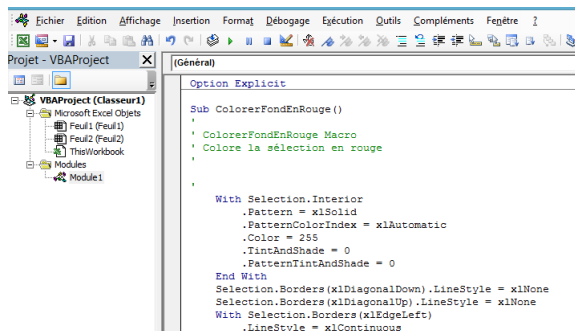 Fichier Edition Affichage Insertion Format Débogage Exécution Outils Compléments Fenêtre ?
Projet - VBAProject X
(Général)
VBAProject (Classeur1)
Microsoft Excel Objets
Feuil1 (Feuil1)
Feuil2 (Feuil2)
ThisWorkbook
Modules
Module1
Option Explicit
Sub ColorerFondEnRouge()
'
' ColorerFondEnRouge Macro
' Colore la sélection en rouge
'
'
With Selection.Interior
.Pattern = xlSolid
.PatternColorIndex = xlAutomatic
.Color = 255
.TintAndShade = 0
.PatternTintAndShade = 0
End With
Selection.Borders(xlDiagonalDown).LineStyle = xlNone
Selection.Borders(xlDiagonalUp).LineStyle = xlNone
With Selection.Borders(xlEdgeLeft)
.LineStyle = xlContinuous